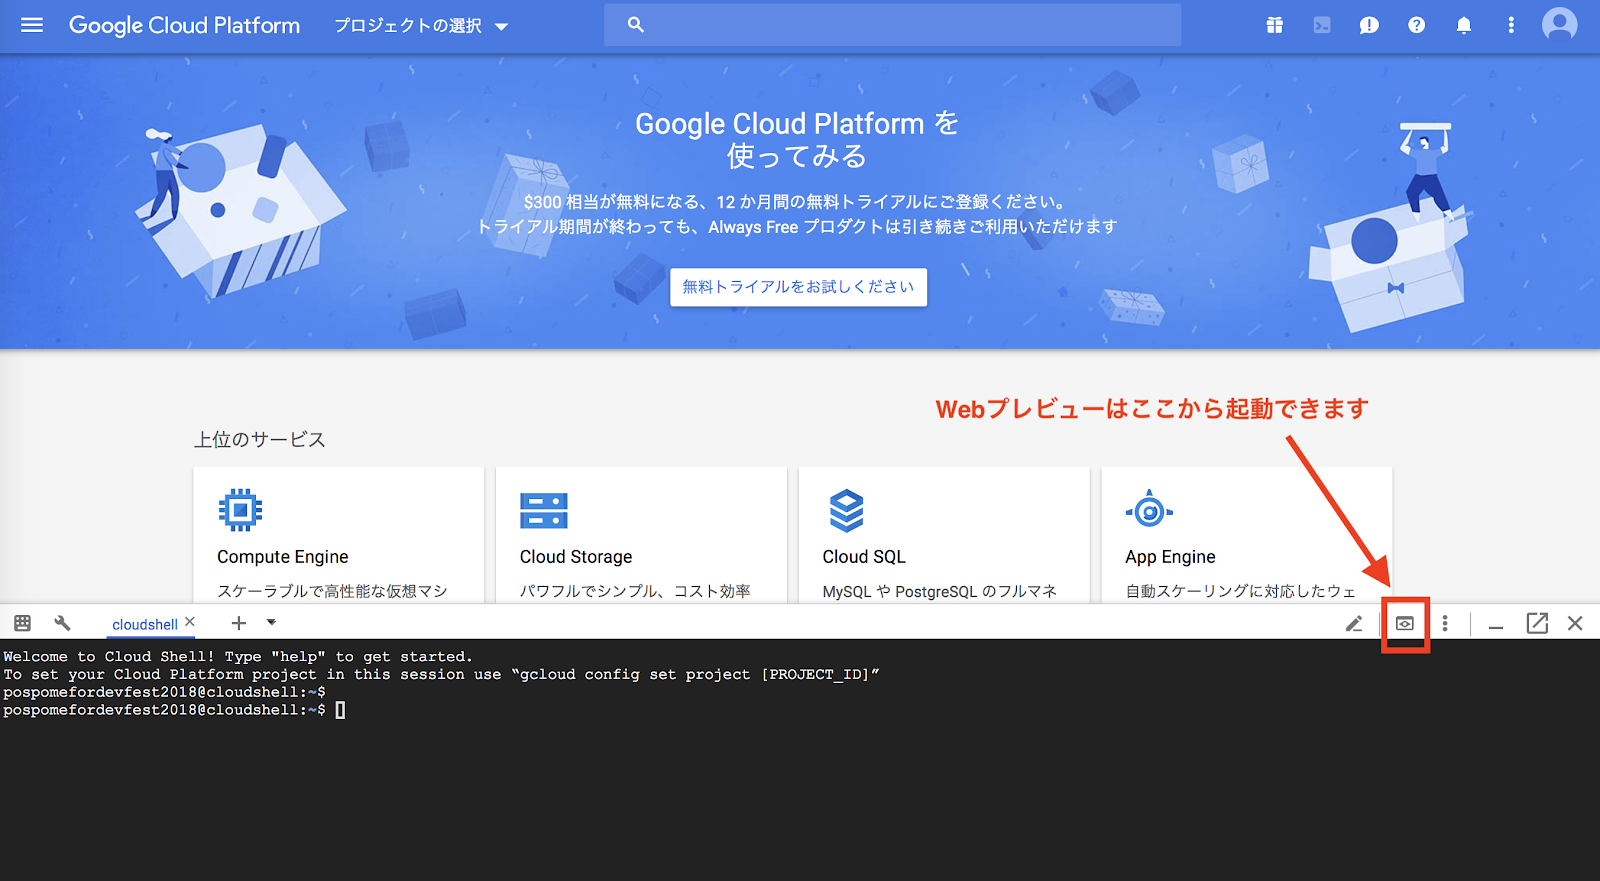 Google Cloud Platform プロジェクトの選択
Google Cloud Platform を
使ってみる
$300 相当が無料になる、12 か月間の無料トライアルにご登録ください。
トライアル期間が終わっても、Always Free プロダクトは引き続きご利用いただけます
無料トライアルをお試しください
Webプレビューはここから起動できます
上位のサービス
Compute Engine
スケーラブルで高性能な仮想マシ
Cloud Storage
パワフルでシンプル、コスト効率
Cloud SQL
MySQL や PostgreSQL のフルマネ
App Engine
自動スケーリングに対応したウェ
cloudshell
Welcome to Cloud Shell! Type "help" to get started.
To set your Cloud Platform project in this session use “gcloud config set project [PROJECT_ID]”
pospomefordevfest2018@cloudshell:~$
pospomefordevfest2018@cloudshell:~$